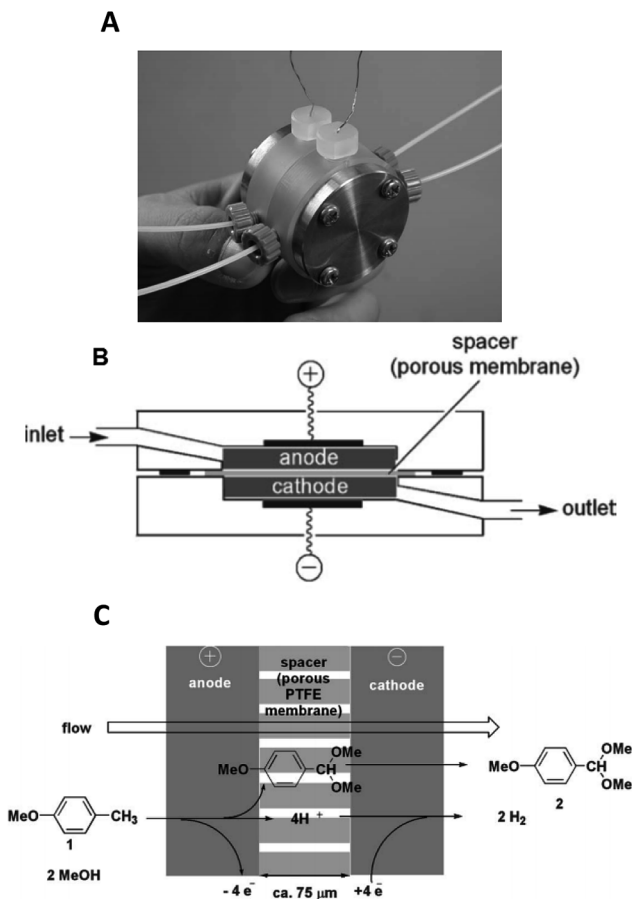 A
B
spacer
(porous membrane)
+
inlet
anode
cathode
outlet
−
C
+
−
anode
spacer
(porous
PTFE
membrane)
cathode
flow
MeO
CH
OMe
OMe
MeO
CH
OMe
OMe
2
MeO
CH₃
1
4H +
2 H₂
2 MeOH
- 4 e⁻
ca. 75 μm
+4 e⁻